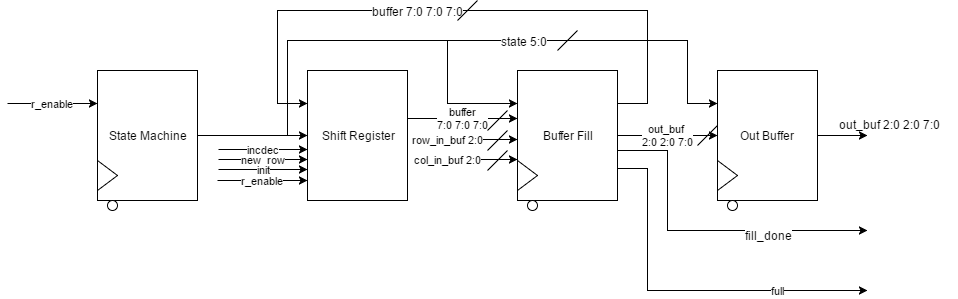 buffer 7:0 7:0 7:0
state 5:0
r_enable
State Machine
incdec
new_row
init
r_enable
Shift Register
buffer
7:0 7:0 7:0
row_in_buf 2:0
col_in_buf 2:0
Buffer Fill
out_buf
2:0 2:0 7:0
Out Buffer
out_buf 2:0 2:0 7:0
fill_done
full